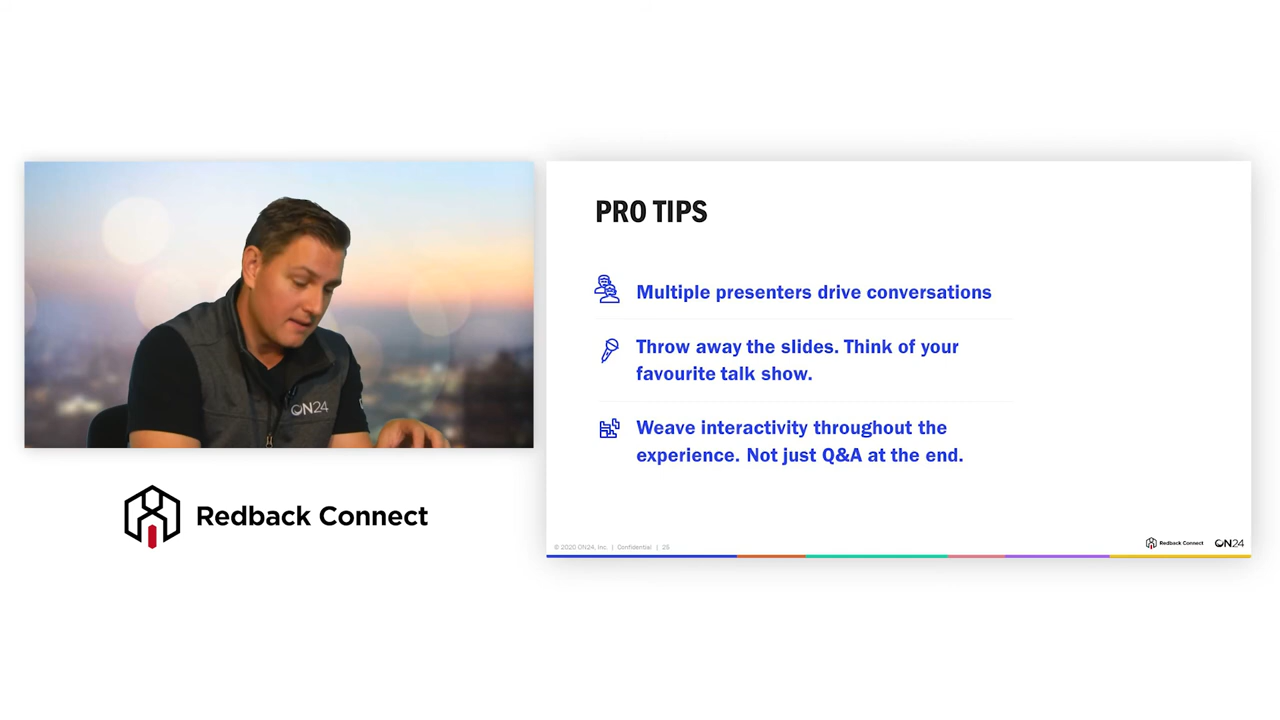 PRO TIPS
Multiple presenters drive conversations
Throw away the slides. Think of your
favourite talk show.
Weave interactivity throughout the
experience. Not just Q&A at the end.
ON24
Redback Connect
© 2020 ON24, Inc. | Confidential | 25
Redback Connect
ON24